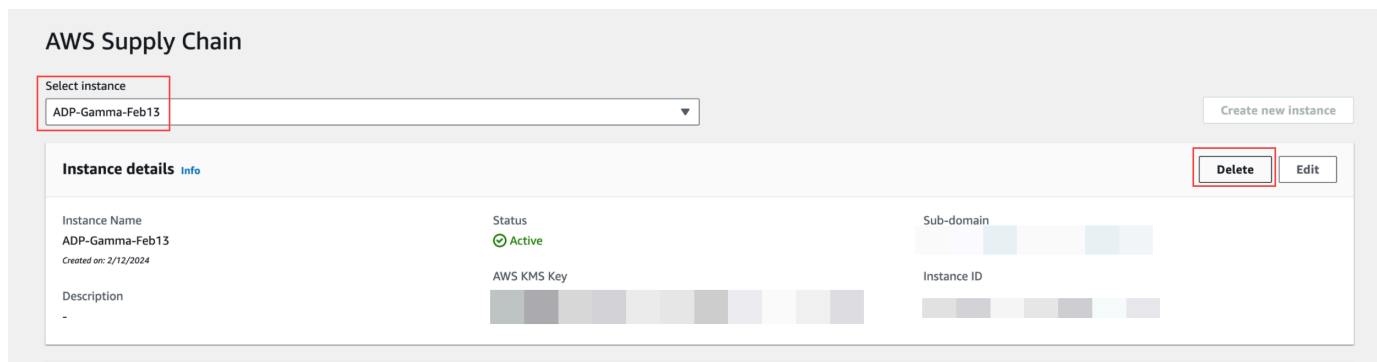 AWS Supply Chain
Select instance
ADP-Gamma-Feb13
Create new instance
Instance details Info
Delete Edit
Instance Name
ADP-Gamma-Feb13
Created on: 2/12/2024
Description
-
Status
Active
AWS KMS Key
Sub-domain
Instance ID